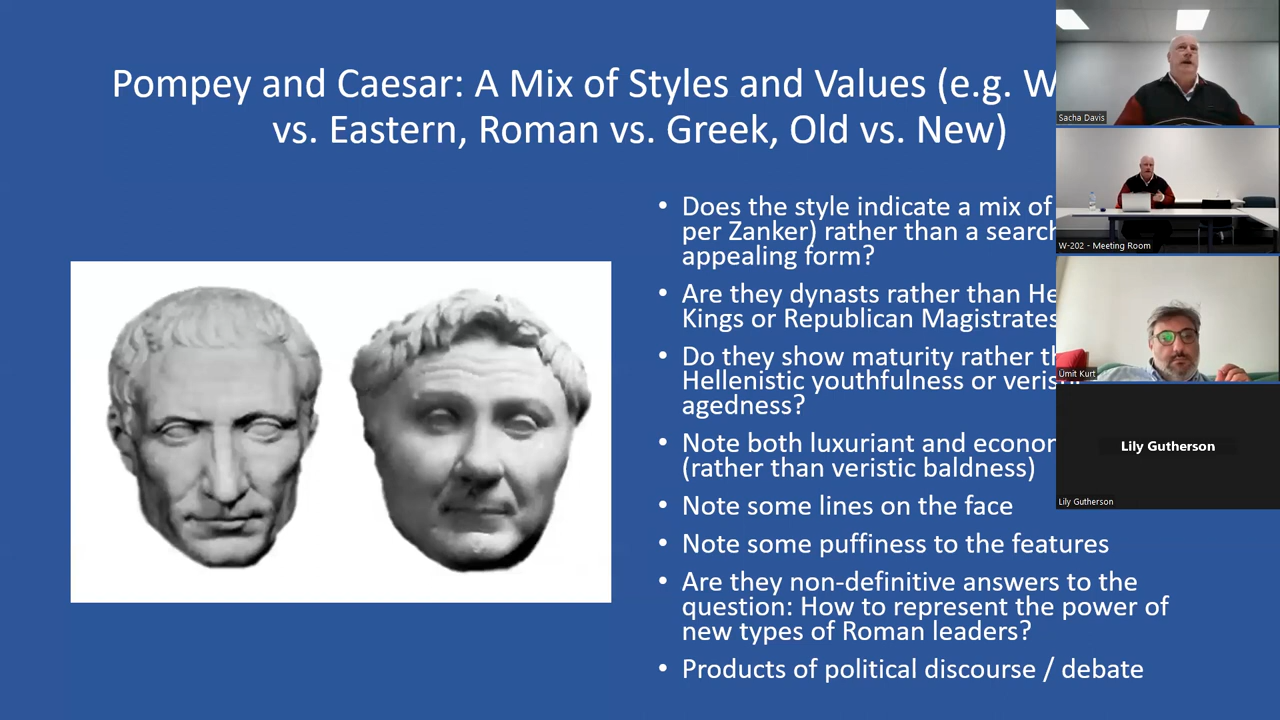 Pompey and Caesar: A Mix of Styles and Values (e.g. W
vs. Eastern, Roman vs. Greek, Old vs. New)
• Does the style indicate a mix of
per Zanker) rather than a search
appealing form?
• Are they dynasts rather than He
Kings or Republican Magistrates
• Do they show maturity rather th
Hellenistic youthfulness or verist
agedness?
• Note both luxuriant and econom
(rather than veristic baldness)
• Note some lines on the face
• Note some puffiness to the features
• Are they non-definitive answers to the
question: How to represent the power of
new types of Roman leaders?
• Products of political discourse / debate
Sacha Davis
W-202 - Meeting Room
Ümit Kurt
Lily Gutherson
Lily Gutherson